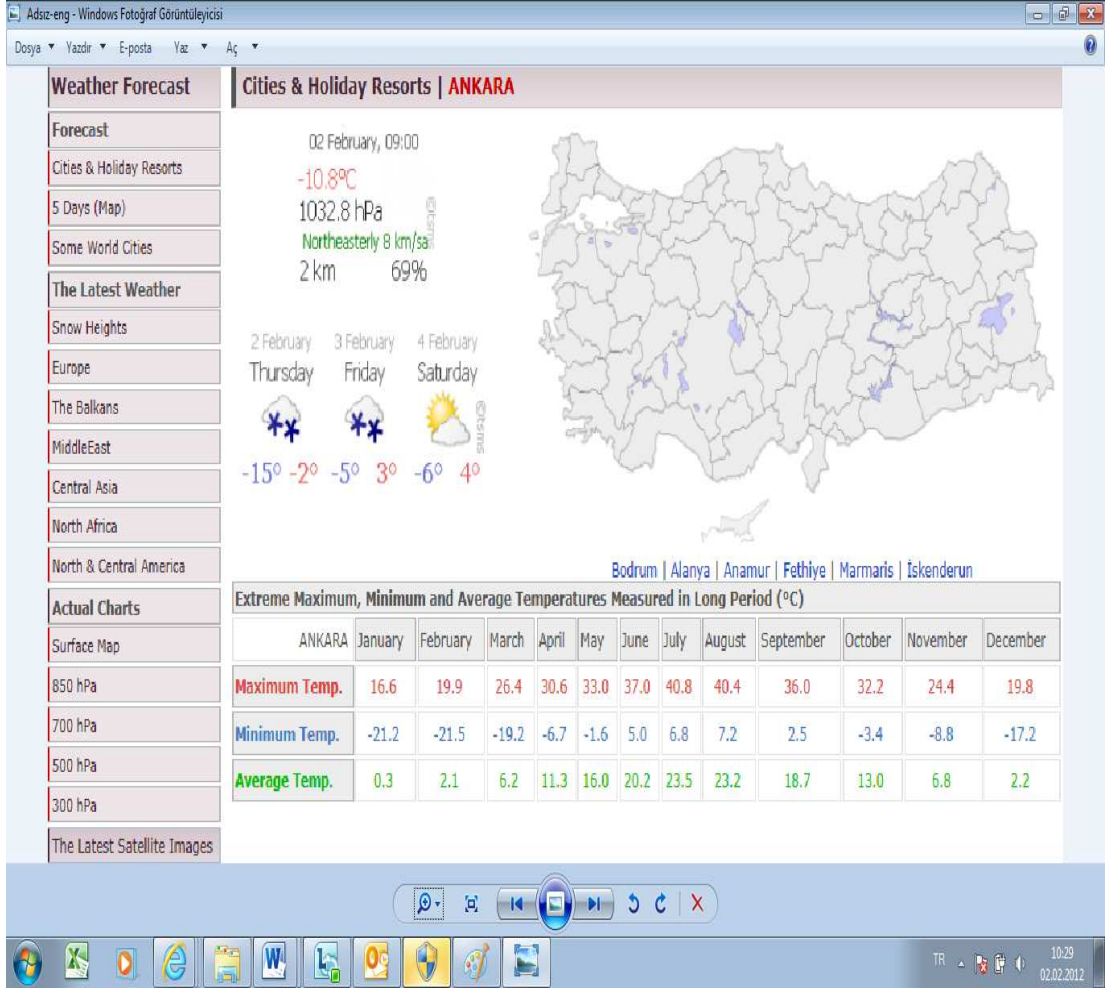 Adsız-eng - Windows Fotoğraf Görüntüleyicisi
Dosya Yazdır E-posta Yaz Aç
Weather Forecast
Forecast
Cities & Holiday Resorts
5 Days (Map)
Some World Cities
The Latest Weather
Snow Heights
Europe
The Balkans
MiddleEast
Central Asia
North Africa
North & Central America
Actual Charts
Surface Map
850 hPa
700 hPa
500 hPa
300 hPa
The Latest Satellite Images
Cities & Holiday Resorts | ANKARA
02 February, 09:00
-10.8°C
1032.8 hPa
Northeasterly 8 km/sa
2 km 69%
©tsms
2 February 3 February 4 February
Thursday Friday Saturday
©tsms
-15° -2° -5° 3° -6° 4°
Bodrum | Alanya | Anamur | Fethiye | Marmaris | İskenderun
Extreme Maximum, Minimum and Average Temperatures Measured in Long Period (°C)
ANKARA January February March April May June July August September October November December
Maximum Temp. 16.6 19.9 26.4 30.6 33.0 37.0 40.8 40.4 36.0 32.2 24.4 19.8
Minimum Temp. -21.2 -21.5 -19.2 -6.7 -1.6 5.0 6.8 7.2 2.5 -3.4 -8.8 -17.2
Average Temp. 0.3 2.1 6.2 11.3 16.0 20.2 23.5 23.2 18.7 13.0 6.8 2.2
TR
10:29
02.02.2012